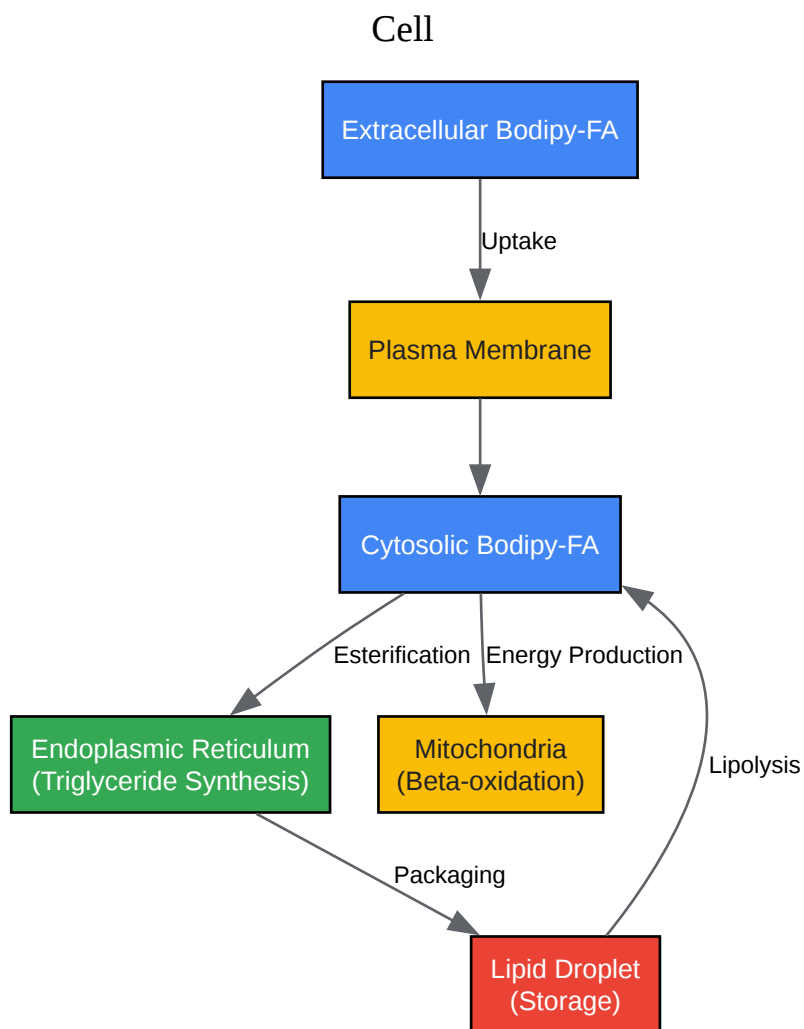 Cell
Extracellular Bodipy-FA
Uptake
Plasma Membrane
Cytosolic Bodipy-FA
Esterification
Energy Production
Endoplasmic Reticulum
(Triglyceride Synthesis)
Mitochondria
(Beta-oxidation)
Lipolysis
Packaging
Lipid Droplet
(Storage)